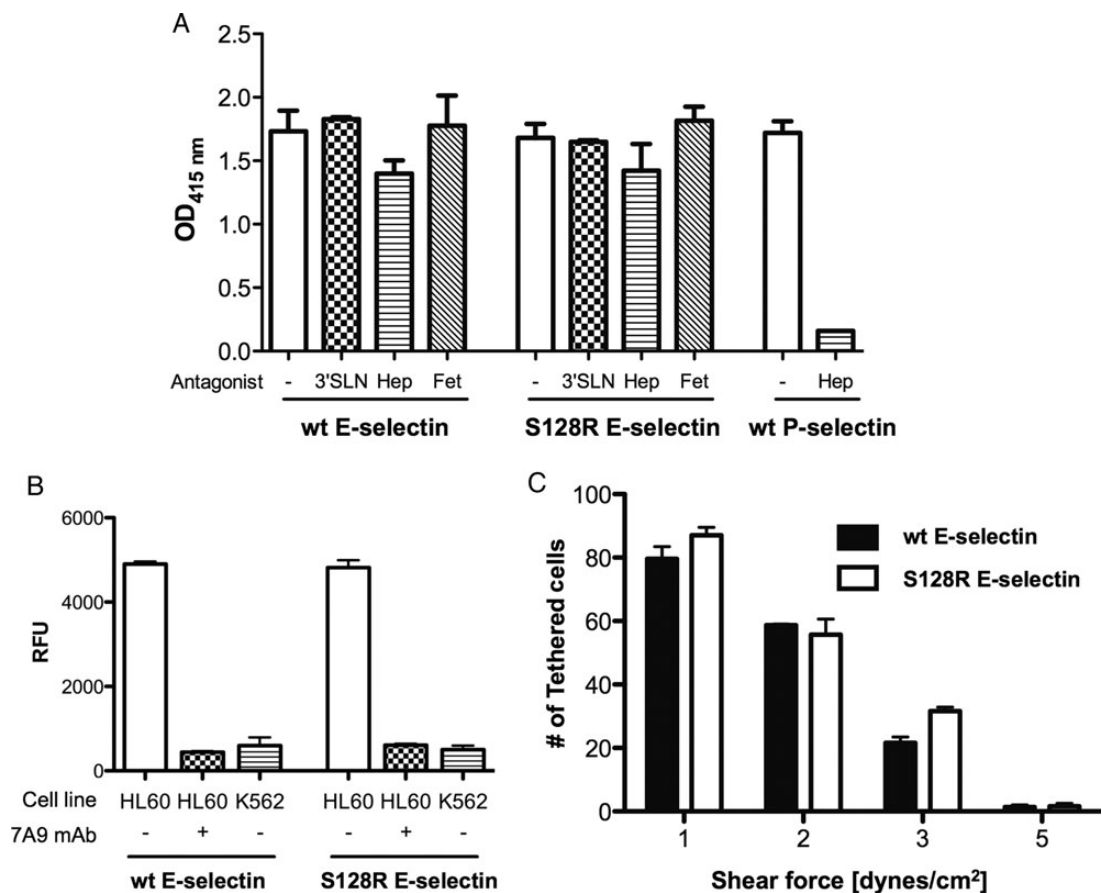 A
2.5
2.0
1.5
1.0
0.5
0.0
OD415 nm
Antagonist - 3'SLN Hep Fet - 3'SLN Hep Fet - Hep
wt E-selectin S128R E-selectin wt P-selectin
B
6000
4000
2000
0
RFU
Cell line HL60 HL60 K562 HL60 HL60 K562
7A9 mAb - + - - + -
wt E-selectin S128R E-selectin
C
100
80
60
40
20
0
# of Tethered cells
wt E-selectin
S128R E-selectin
1 2 3 5
Shear force [dynes/cm²]